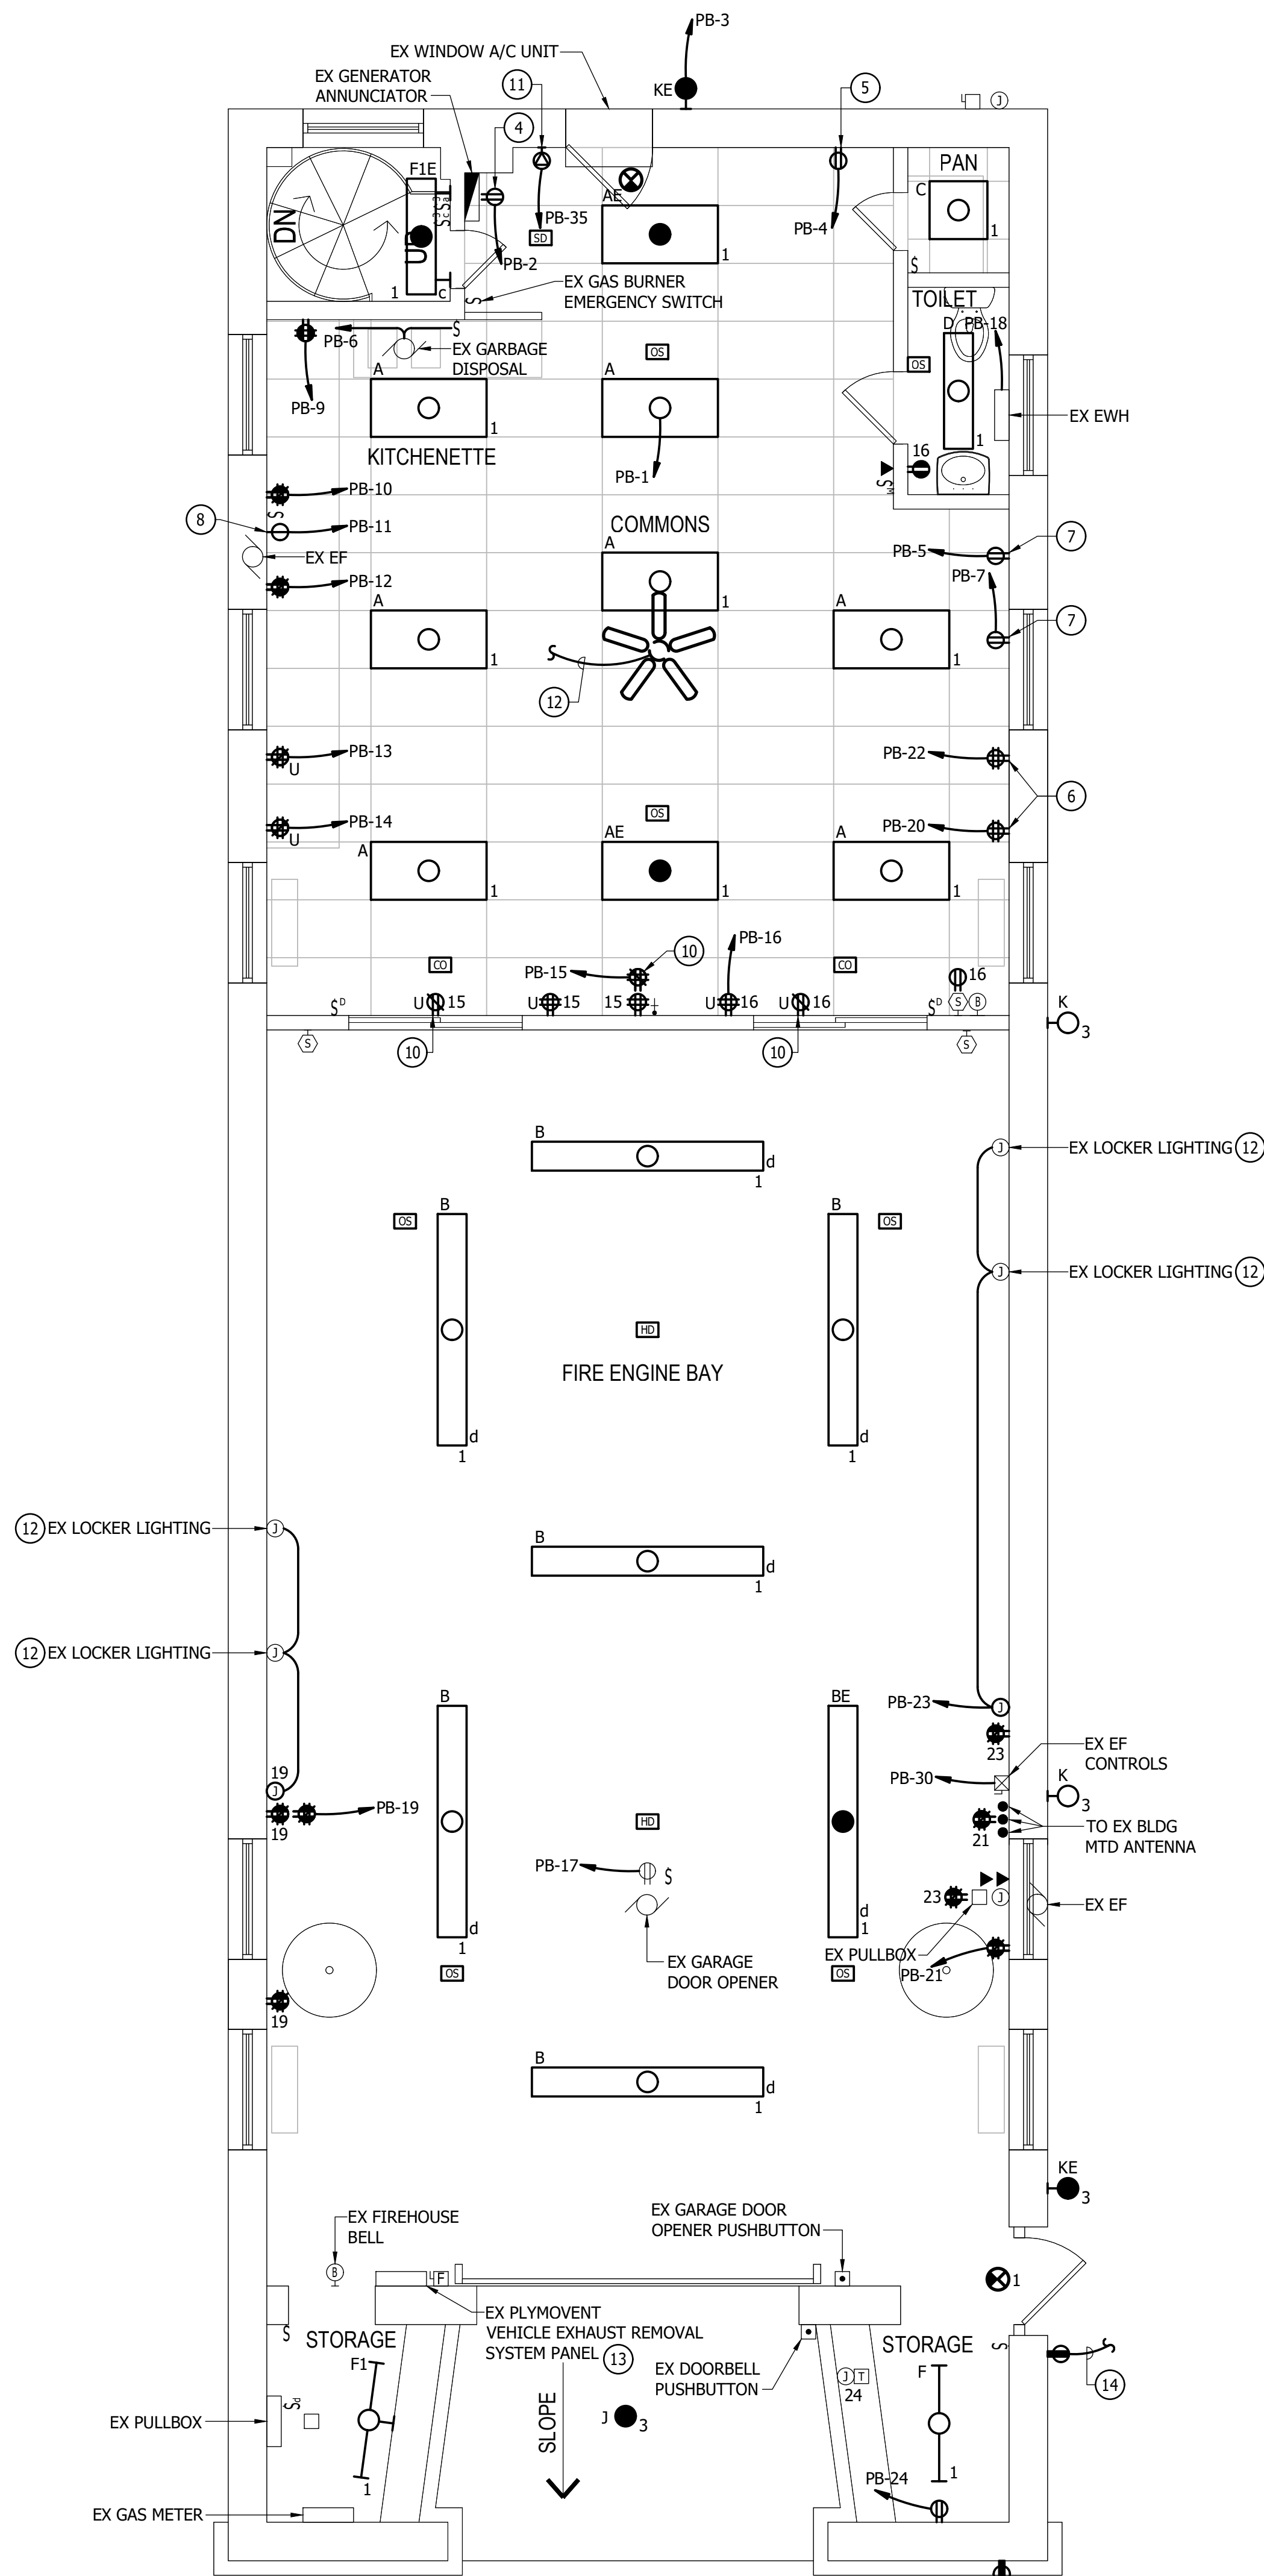 PB-3
EX WINDOW A/C UNIT
KE
EX GENERATOR
ANNUNCIATOR
11
5
4
J
F1E
PAN
C
AE
DN
UP
PB-35
SD
PB-4
PB-2
1
1
1
c
$
EX GAS BURNER
EMERGENCY SWITCH
TOILET
D
PB-18
PB-6
$
EX GARBAGE
DISPOSAL
OS
OS
A
A
PB-9
EX EWH
1
1
1
KITCHENETTE
PB-1
16
$M
PB-10
8
S
PB-11
COMMONS
7
EX EF
A
PB-5
PB-12
PB-7
A
1
A
7
S
1
1
12
PB-13
U
PB-22
6
PB-14
U
OS
PB-20
A
AE
A
1
1
1
PB-16
10
CO
PB-15
CO
16
$D
U
15
U
15
15
U
16
U
16
$D
S
B
K
3
S
10
10
S
B
d
1
EX LOCKER LIGHTING
12
B
B
OS
OS
EX LOCKER LIGHTING
12
HD
FIRE ENGINE BAY
d
1
d
1
12
EX LOCKER LIGHTING
J
B
d
1
12
EX LOCKER LIGHTING
J
B
BE
PB-23
J
23
EX EF
CONTROLS
19
J
PB-30
K
3
PB-19
19
HD
21
TO EX BLDG
MTD ANTENNA
PB-17
$
23
J
EX EF
d
1
d
1
EX PULLBOX
EX GARAGE
DOOR OPENER
PB-21
OS
OS
19
B
d
1
KE
3
EX FIREHOUSE
BELL
EX GARAGE DOOR
OPENER PUSHBUTTON
B
F
1
EX PLYMOVENT
VEHICLE EXHAUST REMOVAL
SYSTEM PANEL
13
$
STORAGE
STORAGE
S
F1
EX DOORBELL
PUSHBUTTON
J
T
24
F
14
EX PULLBOX
J
3
SLOPE
1
PB-24
1
EX GAS METER